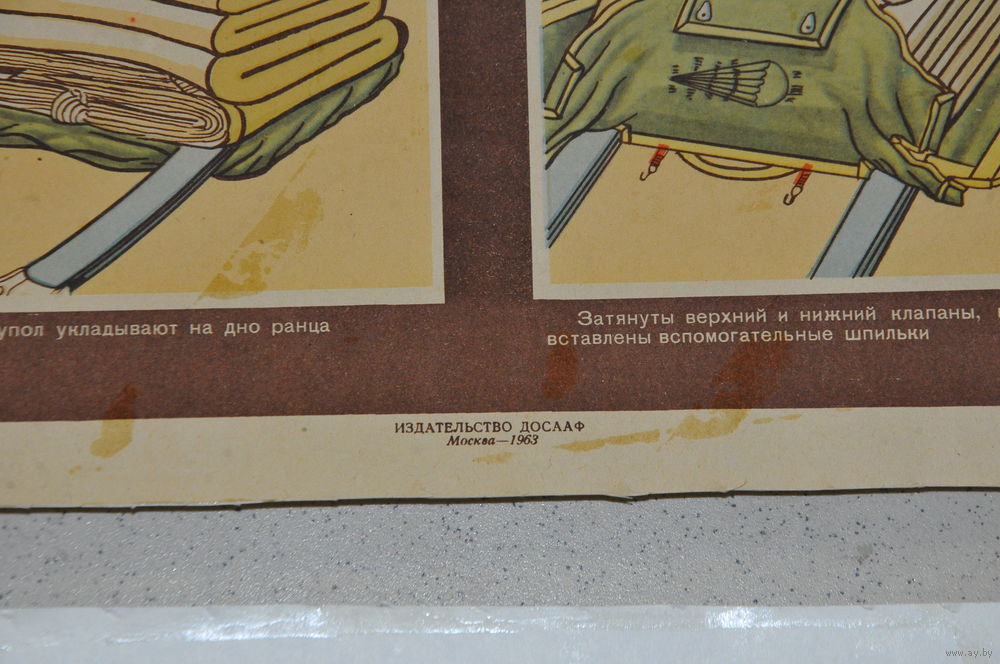 упол укладывают на дно ранца
Затянуты верхний и нижний клапаны,
вставлены вспомогательные шпильки
ИЗДАТЕЛЬСТВО ДОСААФ
Москва—1963
www.ay.by